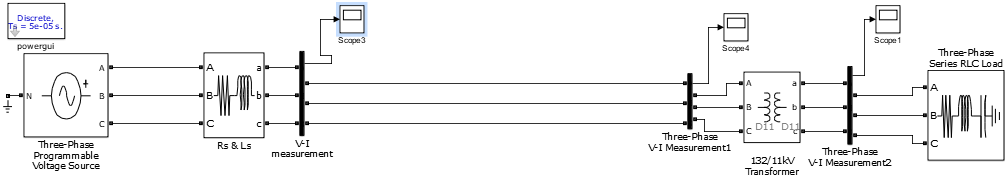 Discrete,
Ts = 5e-05 s.
powergui
N
A
B
C
Three-Phase
Programmable
Voltage Source
A
B
C
a
b
c
Rs & Ls
V-I
measurement
Scope3
Three-Phase
V-I Measurement1
Scope4
A
B
C
a
b
c
D11 D11
132/11kV
Transformer
Three-Phase
V-I Measurement2
Scope1
Three-Phase
Series RLC Load
A
B
C